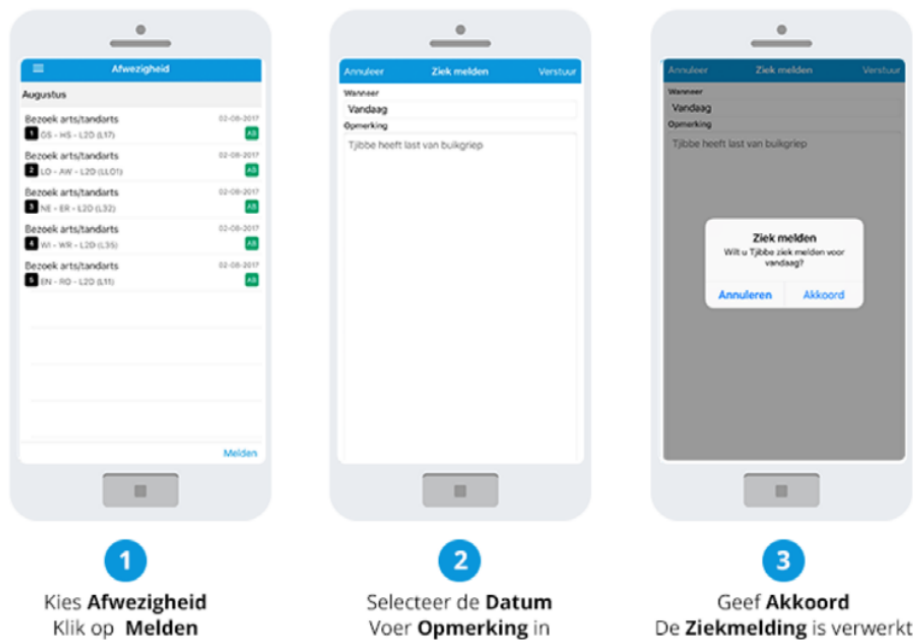 Afwezigheid
Augustus
Bezoek arts/tandarts 02-08-2017
1 GS - HS - L2D (L17) AB
Bezoek arts/tandarts 02-08-2017
2 LO - AW - L2D (LLO1) AB
Bezoek arts/tandarts 02-08-2017
3 NE - ER - L2D (L32) AB
Bezoek arts/tandarts 02-08-2017
4 WI - WR - L2D (L35) AB
Bezoek arts/tandarts 02-08-2017
5 EN - RO - L2D (L11) AB
Melden
1
Kies Afwezigheid
Klik op Melden
Annuleer Ziek melden Verstuur
Wanneer
Vandaag
Opmerking
Tjibbe heeft last van buikgriep
2
Selecteer de Datum
Voer Opmerking in
Annuleer Ziek melden Verstuur
Wanneer
Vandaag
Opmerking
Tjibbe heeft last van buikgriep
Ziek melden
Wilt u Tjibbe ziek melden voor
vandaag?
Annuleren Akkoord
3
Geef Akkoord
De Ziekmelding is verwerkt